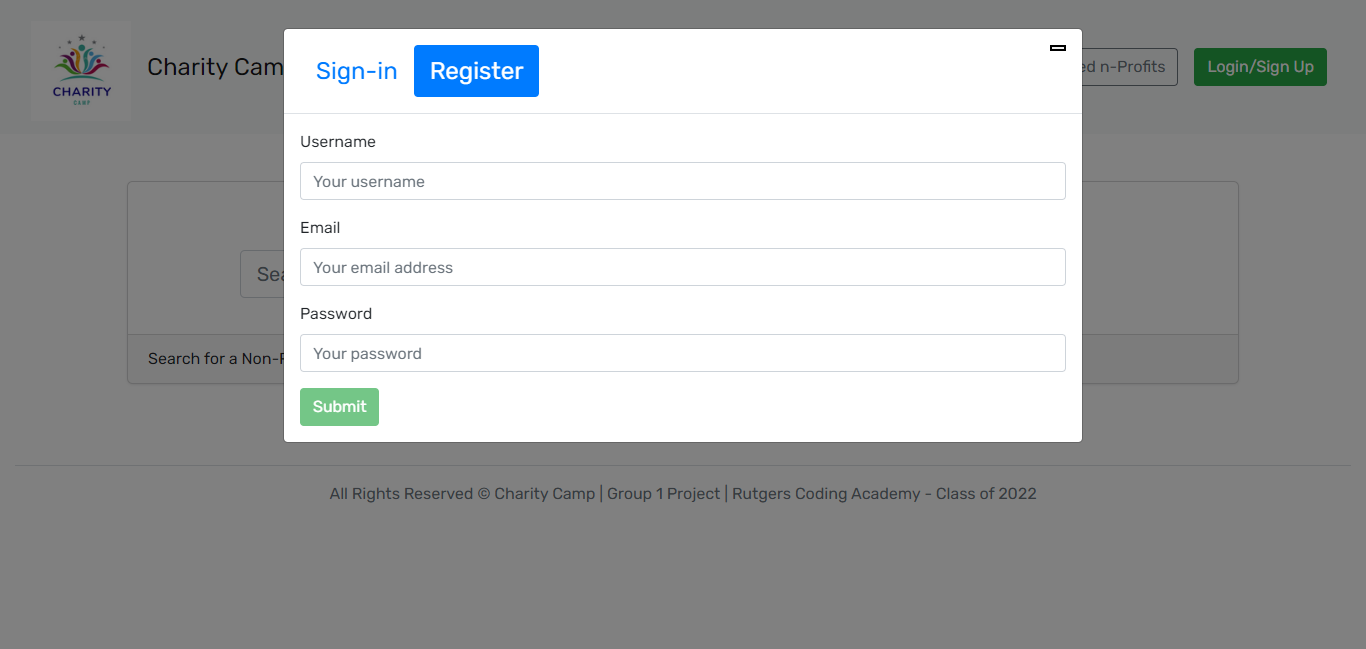 CHARITY
CAMP
Charity Cam
Sign-in
Register
ed n-Profits
Login/Sign Up
Username
Your username
Email
Your email address
Password
Your password
Submit
Sea
Search for a Non-
All Rights Reserved © Charity Camp | Group 1 Project | Rutgers Coding Academy - Class of 2022